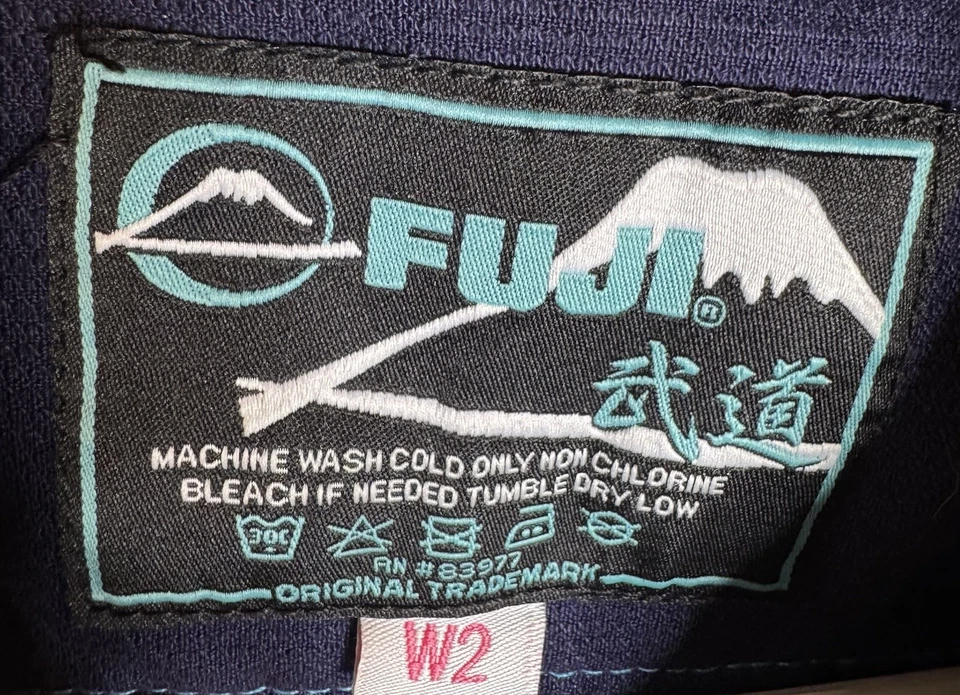 FUJI®
武道
MACHINE WASH COLD ONLY NON CHLORINE
BLEACH IF NEEDED TUMBLE DRY LOW
30C
RN #83977
ORIGINAL TRADEMARK
W2